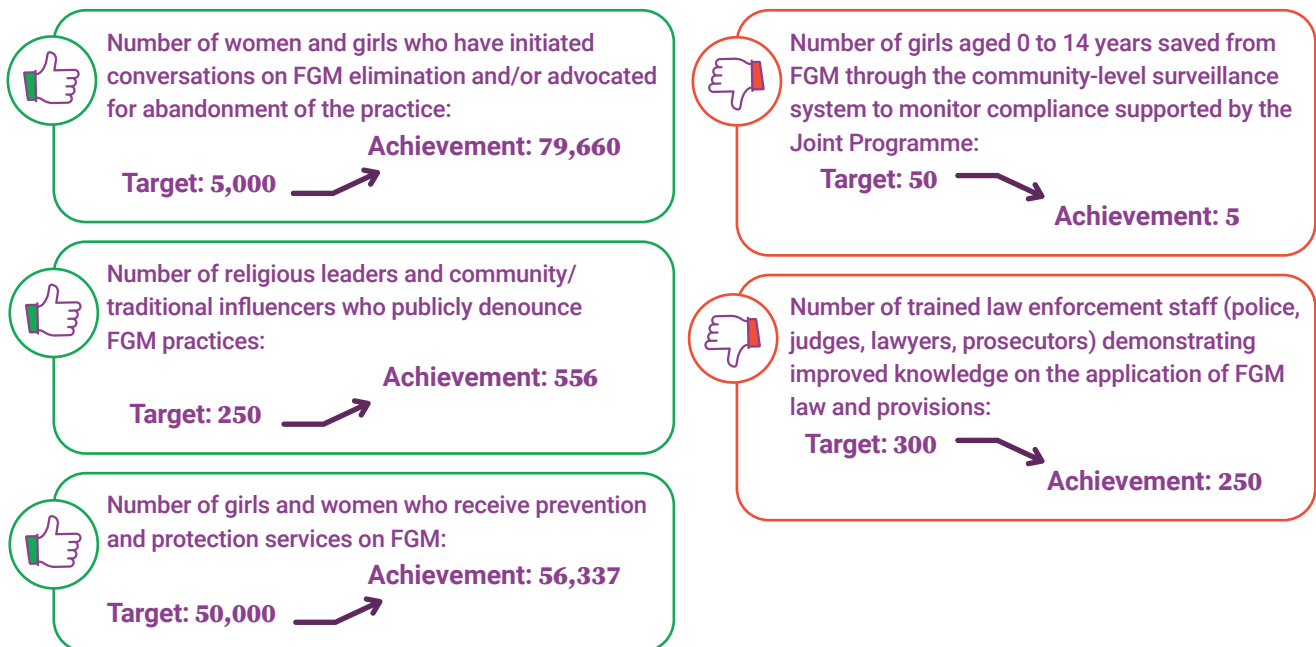 Number of women and girls who have initiated
conversations on FGM elimination and/or advocated
for abandonment of the practice:
Achievement: 79,660
Target: 5,000
Number of religious leaders and community/
traditional influencers who publicly denounce
FGM practices:
Achievement: 556
Target: 250
Number of girls and women who receive prevention
and protection services on FGM:
Achievement: 56,337
Target: 50,000
Number of girls aged 0 to 14 years saved from
FGM through the community-level surveillance
system to monitor compliance supported by the
Joint Programme:
Target: 50
Achievement: 5
Number of trained law enforcement staff (police,
judges, lawyers, prosecutors) demonstrating
improved knowledge on the application of FGM
law and provisions:
Target: 300
Achievement: 250